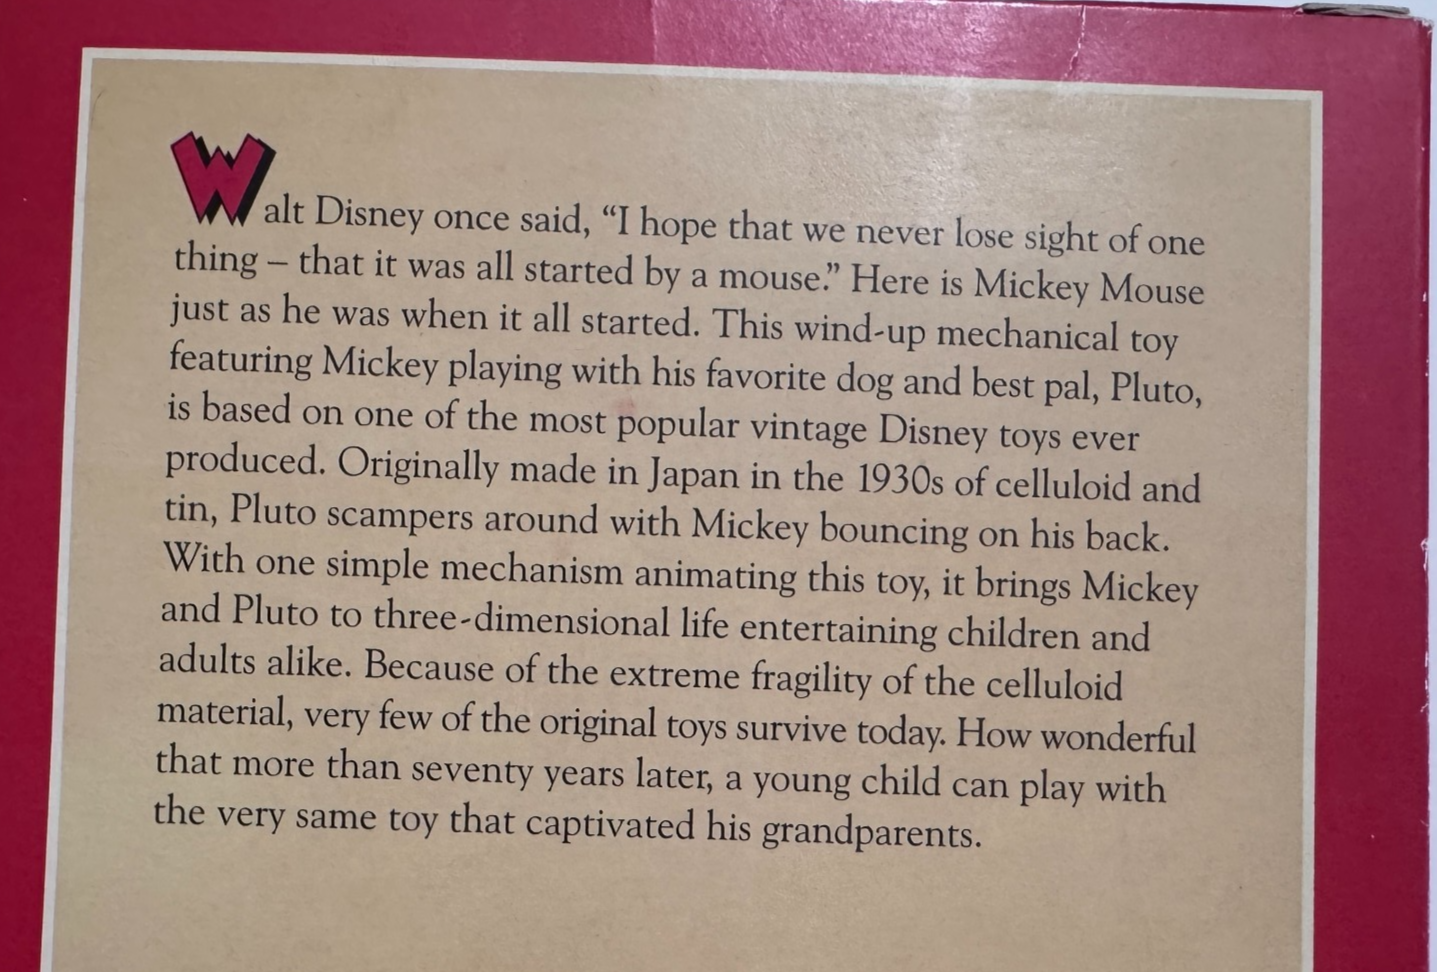 Walt Disney once said, “I hope that we never lose sight of one
thing – that it was all started by a mouse.” Here is Mickey Mouse
just as he was when it all started. This wind-up mechanical toy
featuring Mickey playing with his favorite dog and best pal, Pluto,
is based on one of the most popular vintage Disney toys ever
produced. Originally made in Japan in the 1930s of celluloid and
tin, Pluto scampers around with Mickey bouncing on his back.
With one simple mechanism animating this toy, it brings Mickey
and Pluto to three-dimensional life entertaining children and
adults alike. Because of the extreme fragility of the celluloid
material, very few of the original toys survive today. How wonderful
that more than seventy years later, a young child can play with
the very same toy that captivated his grandparents.